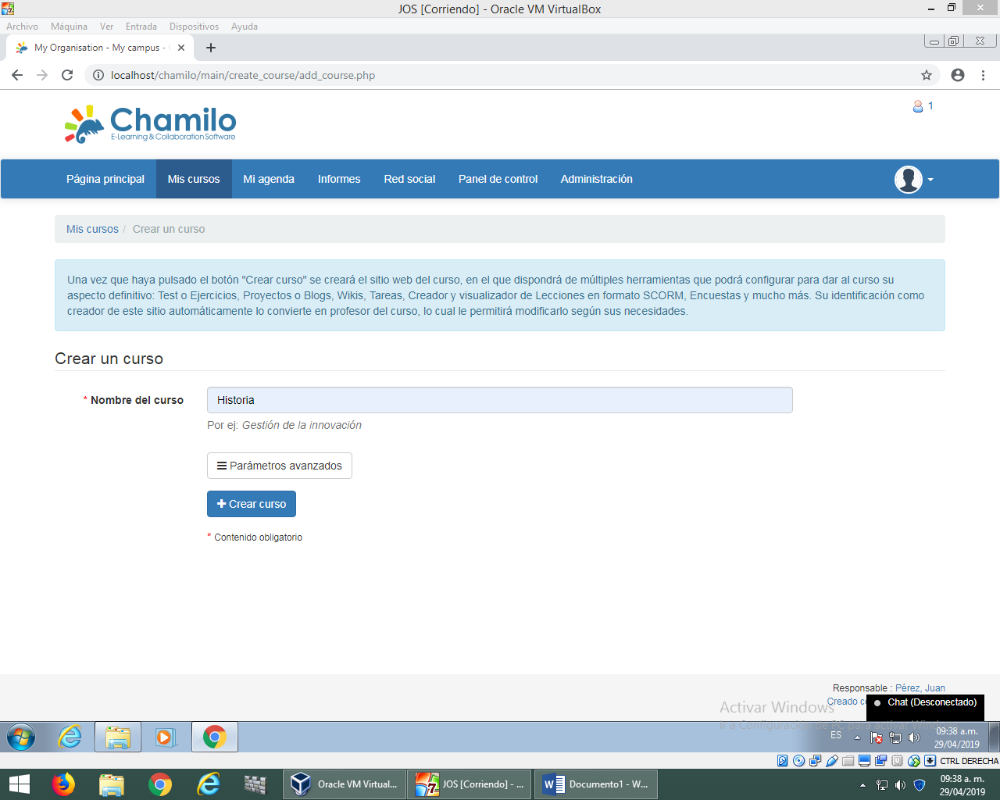 JOS [Corriendo] - Oracle VM VirtualBox
Archivo Máquina Ver Entrada Dispositivos Ayuda
My Organisation - My campus -
localhost/chamilo/main/create_course/add_course.php
Chamilo
E-Learning & Collaboration Software
1
Página principal Mis cursos Mi agenda Informes Red social Panel de control Administración
Mis cursos / Crear un curso
Una vez que haya pulsado el botón "Crear curso" se creará el sitio web del curso, en el que dispondrá de múltiples herramientas que podrá configurar para dar al curso su
aspecto definitivo: Test o Ejercicios, Proyectos o Blogs, Wikis, Tareas, Creador y visualizador de Lecciones en formato SCORM, Encuestas y mucho más. Su identificación como
creador de este sitio automáticamente lo convierte en profesor del curso, lo cual le permitirá modificarlo según sus necesidades.
Crear un curso
* Nombre del curso Historia
Por ej: Gestión de la innovación
Parámetros avanzados
Crear curso
* Contenido obligatorio
Responsable : Pérez, Juan
Creado
Chat (Desconectado)
Activar Windows
Ir a Configuración de PC para activar Windows
ES
09:38 a.m.
29/04/2019
CTRL DERECHA
Oracle VM Virtual...
JOS [Corriendo] - ...
Documento1 - W...
09:38 a. m.
29/04/2019